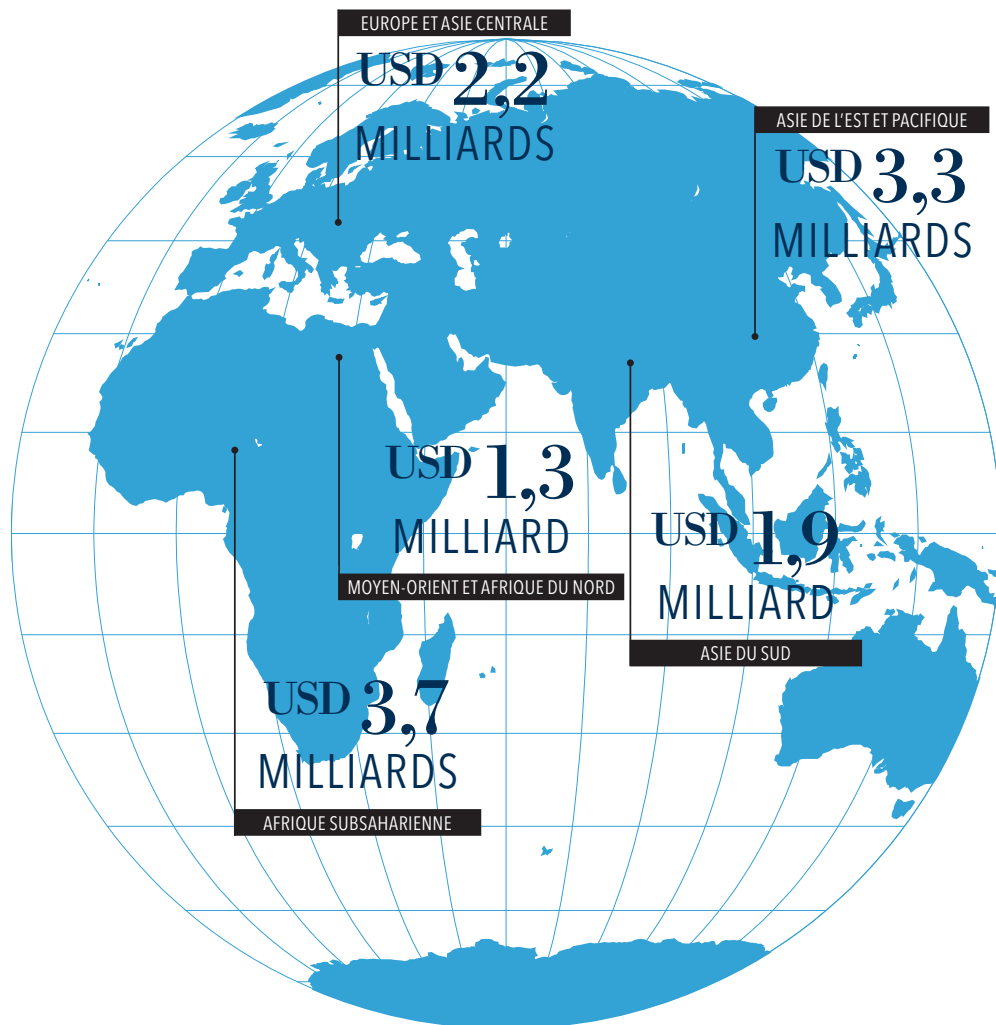 EUROPE ET ASIE CENTRALE
USD 2,2
MILLIARDS
ASIE DE L'EST ET PACIFIQUE
USD 3,3
MILLIARDS
USD 1,3
MILLIARD
MOYEN-ORIENT ET AFRIQUE DU NORD
USD 1,9
MILLIARD
ASIE DU SUD
USD 3,7
MILLIARDS
AFRIQUE SUBSAHARIENNE